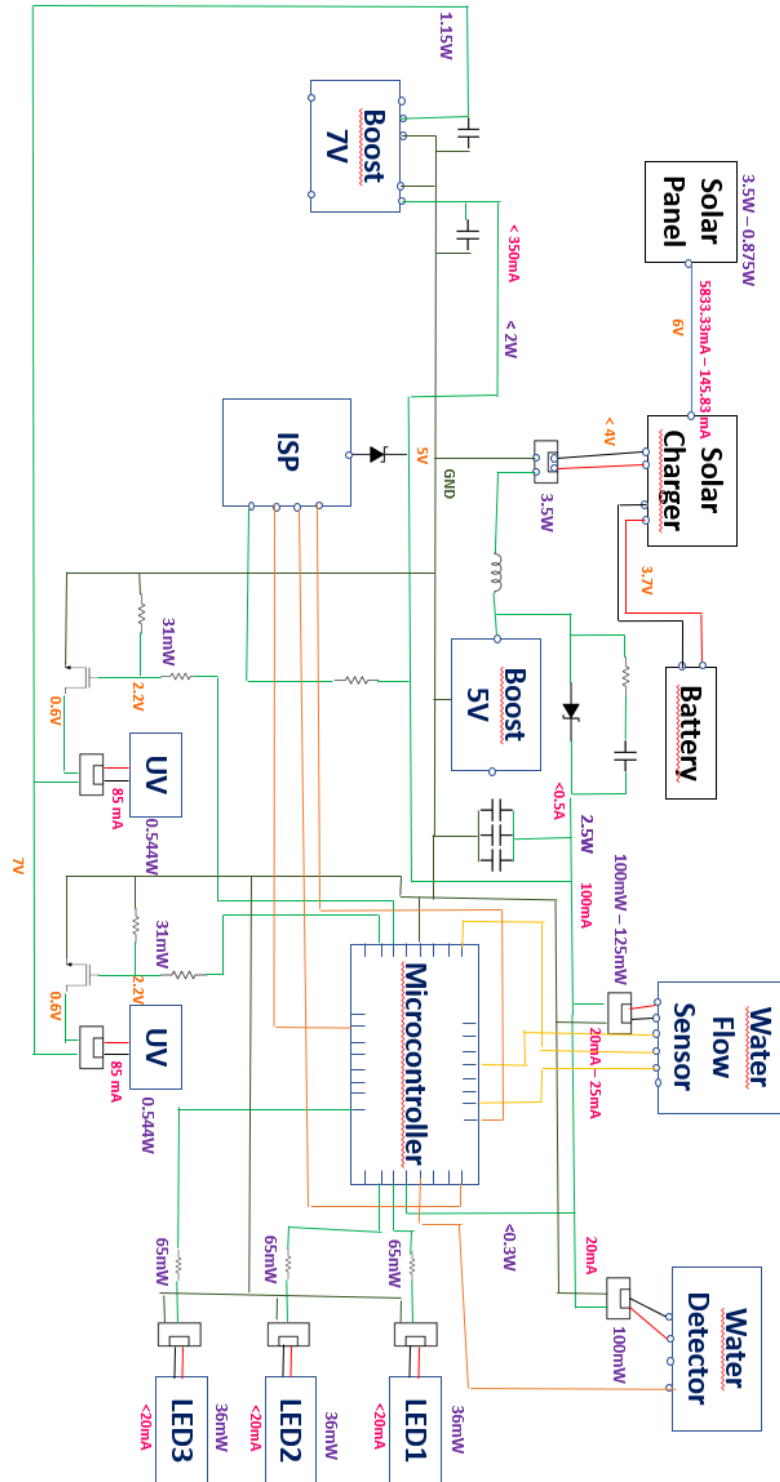 1.15W
Boost
7V
Solar
Panel
3.5W – 0.875W
< 350mA
5833.33mA – 145.83 mA
6V
< 2W
ISP
5V
GND
< 4V
Solar
Charger
3.5W
3.7V
31mW
2.2V
0.6V
UV
85 mA
0.544W
Boost
5V
Battery
<0.5A
2.5W
7V
100mA
100mW – 125mW
31mW
2.2V
0.6V
UV
85 mA
0.544W
Microcontroller
Water
Flow
Sensor
20mA – 25mA
<0.3W
20mA
100mW
Water
Detector
65mW
65mW
65mW
LED3
<20mA
36mW
LED2
<20mA
36mW
LED1
<20mA
36mW